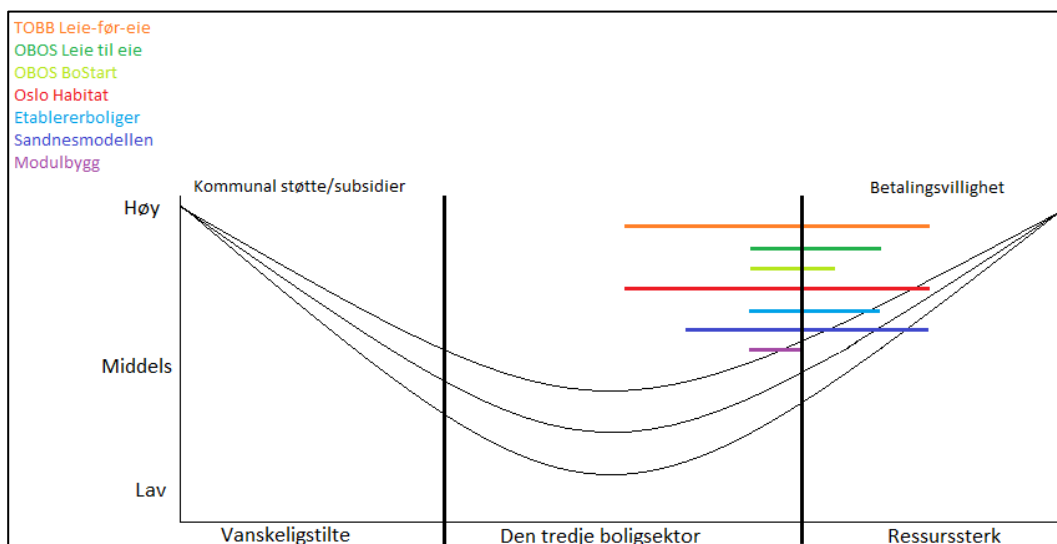 TOBB Leie-før-eie
OBOS Leie til eie
OBOS BoStart
Oslo Habitat
Etablererboliger
Sandnesmodellen
Modulbygg
Kommunal støtte/subsidier
Betalingsvillighet
Høy
Middels
Lav
Vanskeligstilte
Den tredje boligsektor
Ressurssterk